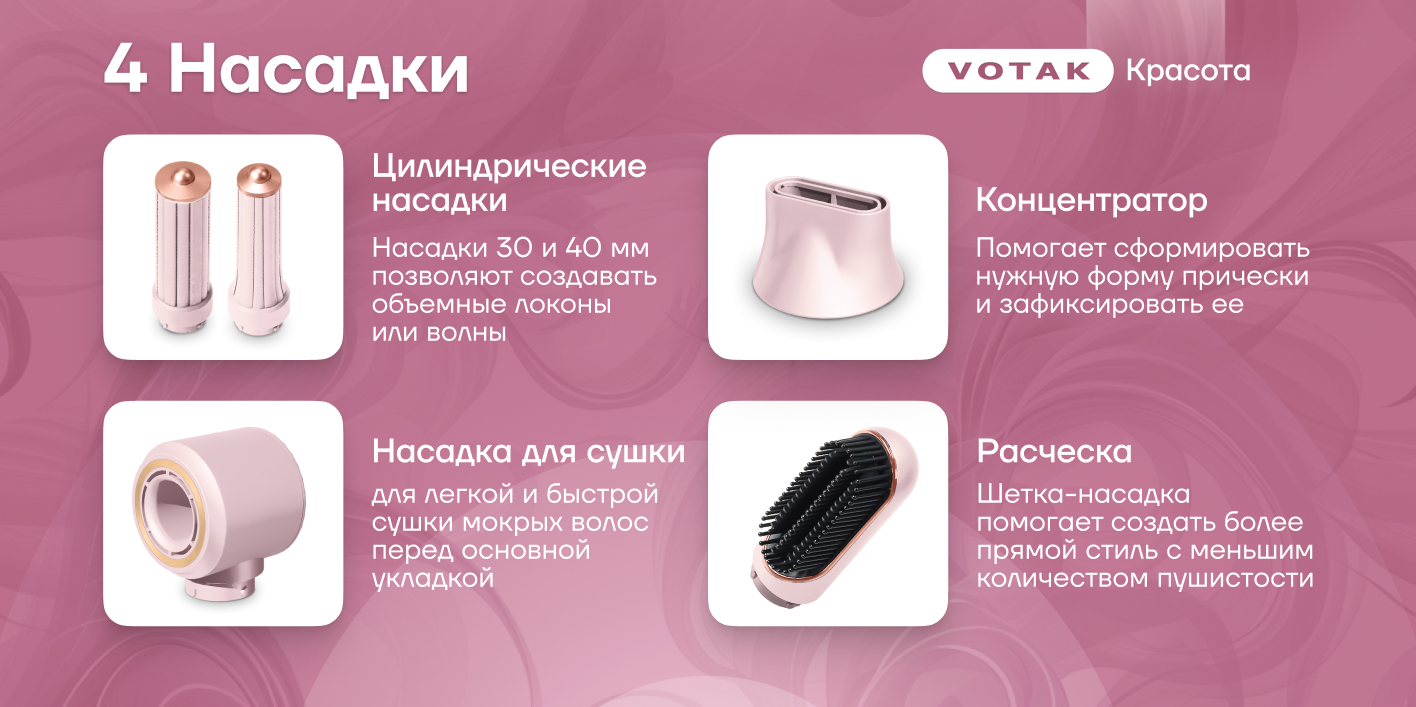 4 Насадки
VOTAK Красота
Цилиндрические
насадки
Насадки 30 и 40 мм
позволяют создавать
объемные локоны
или волны
Концентратор
Помогает сформировать
нужную форму прически
и зафиксировать ее
Насадка для сушки
для легкой и быстрой
сушки мокрых волос
перед основной
укладкой
Расческа
Шетка-насадка
помогает создать более
прямой стиль с меньшим
количеством пушистости